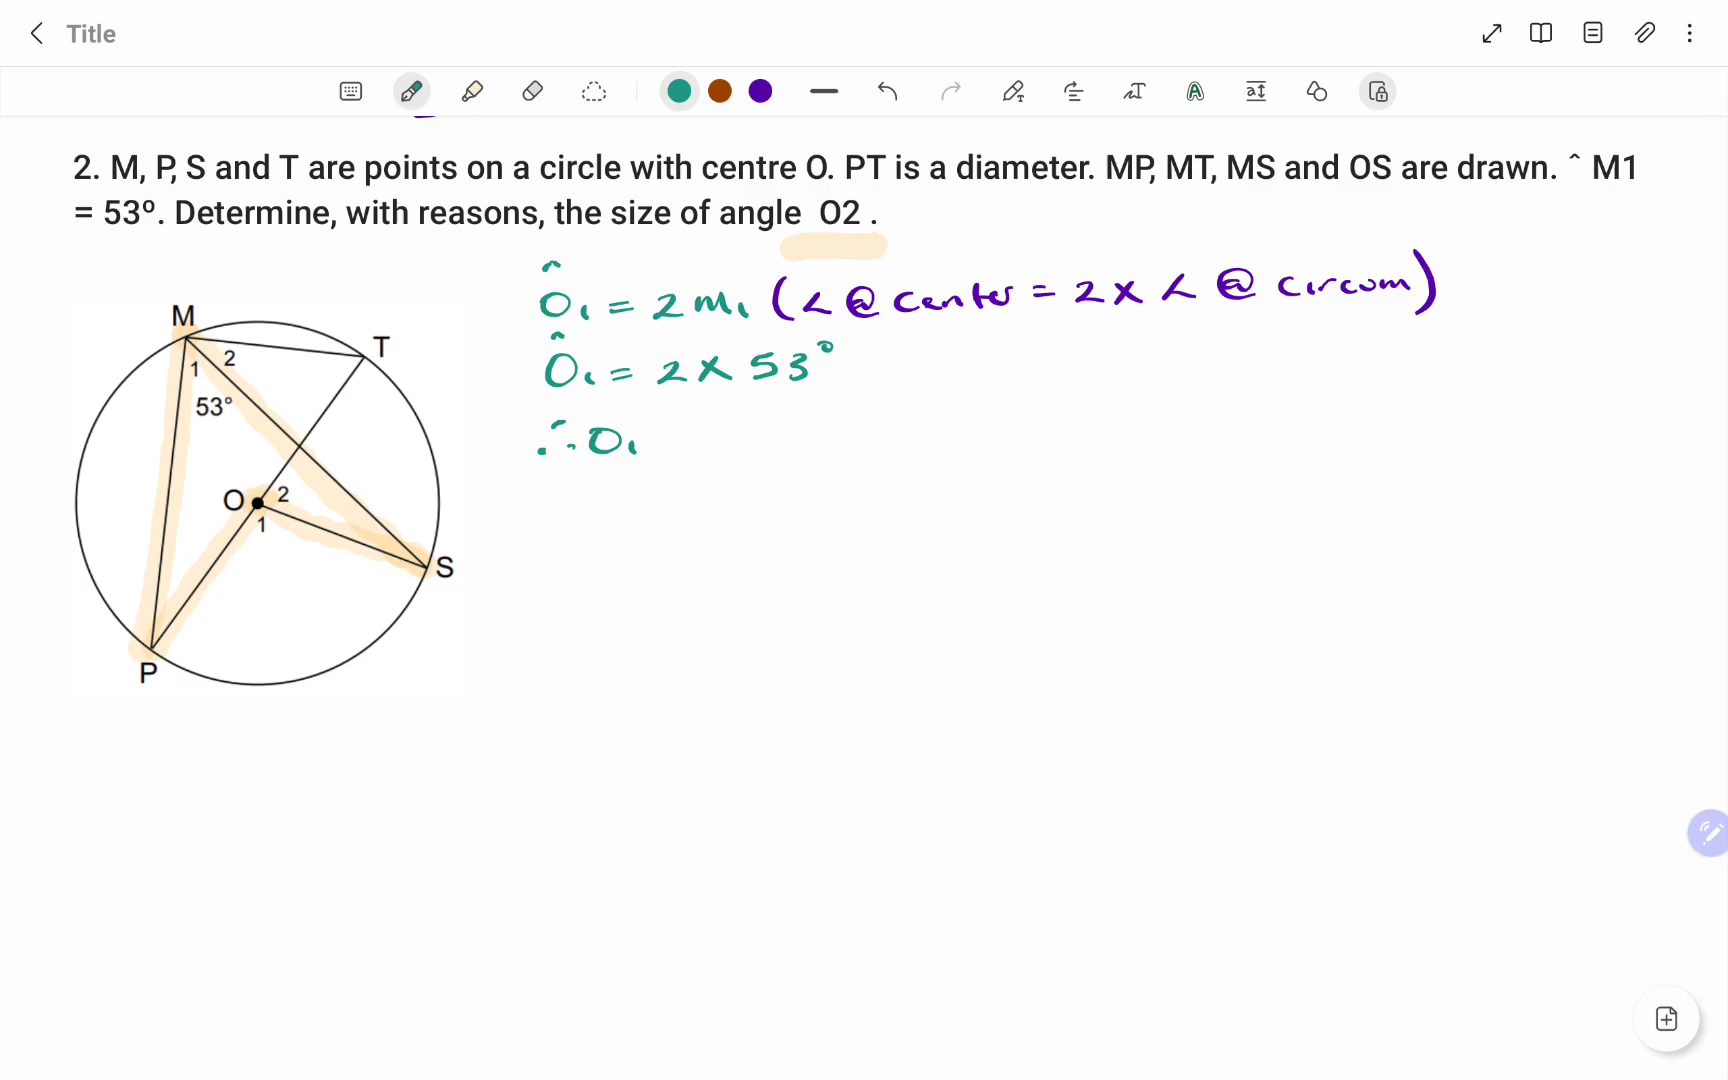 Title
2. M, P, S and T are points on a circle with centre O. PT is a diameter. MP, MT, MS and OS are drawn. ˆ M1
= 53º. Determine, with reasons, the size of angle O2 .
Ô₁ = 2m₁ (∠ @ center = 2 × ∠ @ circum)
Ô₁ = 2 × 53°
∴ O₁
M
T
1
2
53°
O
2
1
S
P